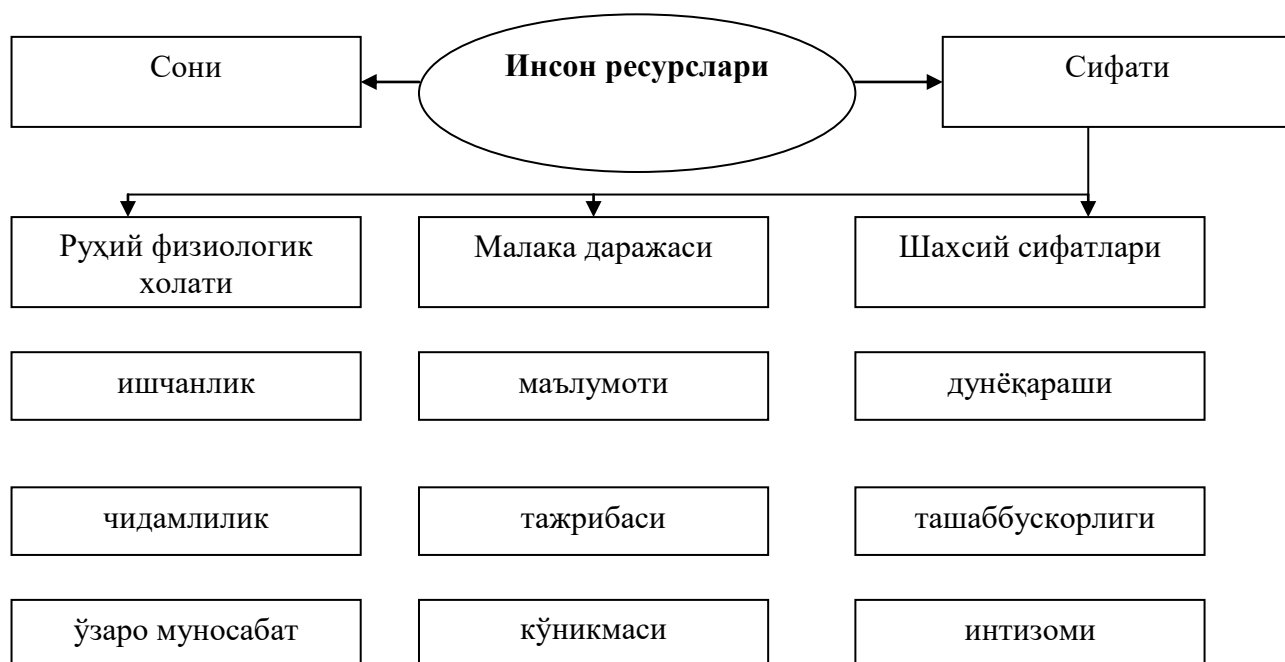 Сони
Инсон ресурслари
Сифати
Руҳий физиологик
холати
Малака даражаси
Шахсий сифатлари
ишчанлик
маълумоти
дунёқараши
чидамлилик
тажрибаси
ташаббускорлиги
ўзаро муносабат
кўникмаси
интизоми